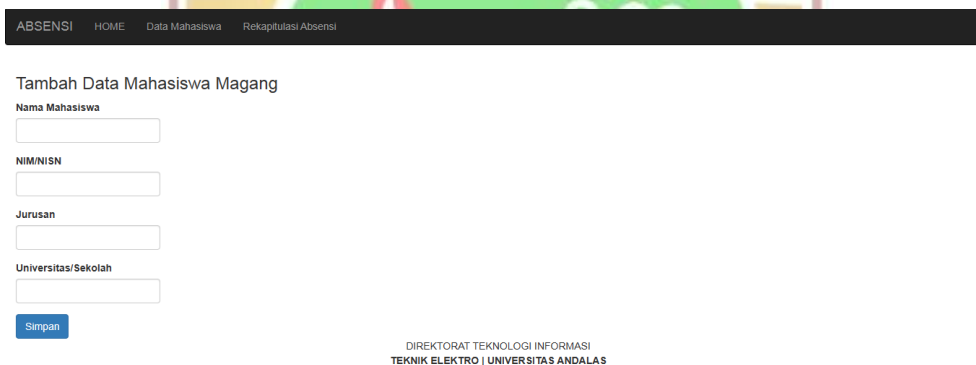 ABSENSI HOME Data Mahasiswa Rekapitulasi Absensi
Tambah Data Mahasiswa Magang
Nama Mahasiswa
NIM/NISN
Jurusan
Universitas/Sekolah
Simpan
DIREKTORAT TEKNOLOGI INFORMASI
TEKNIK ELEKTRO | UNIVERSITAS ANDALAS